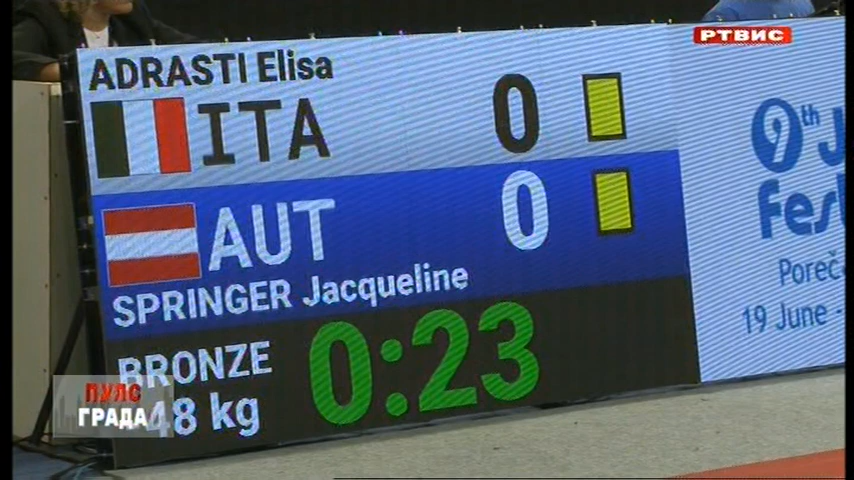 РТВИС
ADRASTI Elisa
ITA 0
AUT 0
SPRINGER Jacqueline
BRONZE 0:23
48 kg
9th
Poreč
19 June -
ПУЛС
ГРАДА